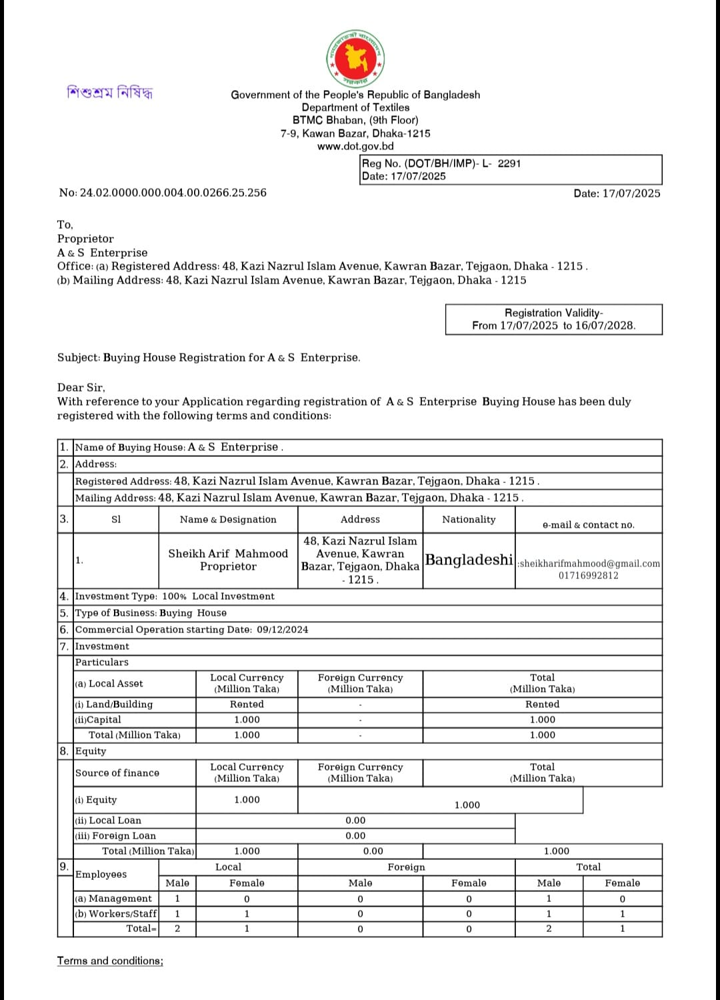 গণপ্রজাতন্ত্রী বাংলাদেশ
সরকার
শিশুশ্রম নিষিদ্ধ
Government of the People's Republic of Bangladesh
Department of Textiles
BTMC Bhaban, (9th Floor)
7-9, Kawan Bazar, Dhaka-1215
www.dot.gov.bd
Reg No. (DOT/BH/IMP)- L- 2291
Date: 17/07/2025
No: 24.02.0000.000.004.00.0266.25.256 Date: 17/07/2025
To,
Proprietor
A & S Enterprise
Office: (a) Registered Address: 48, Kazi Nazrul Islam Avenue, Kawran Bazar, Tejgaon, Dhaka - 1215 .
(b) Mailing Address: 48, Kazi Nazrul Islam Avenue, Kawran Bazar, Tejgaon, Dhaka - 1215
Registration Validity-
From 17/07/2025 to 16/07/2028.
Subject: Buying House Registration for A & S Enterprise.
Dear Sir,
With reference to your Application regarding registration of A & S Enterprise Buying House has been duly
registered with the following terms and conditions:
1. Name of Buying House: A & S Enterprise .
2. Address:
Registered Address: 48, Kazi Nazrul Islam Avenue, Kawran Bazar, Tejgaon, Dhaka - 1215 .
Mailing Address: 48, Kazi Nazrul Islam Avenue, Kawran Bazar, Tejgaon, Dhaka - 1215 .
3. Sl Name & Designation Address Nationality e-mail & contact no.
1. Sheikh Arif Mahmood
Proprietor
48, Kazi Nazrul Islam
Avenue, Kawran
Bazar, Tejgaon, Dhaka
- 1215 .
Bangladeshi
:sheikharifmahmood@gmail.com
01716992812
4. Investment Type: 100% Local Investment
5. Type of Business: Buying House
6. Commercial Operation starting Date: 09/12/2024
7. Investment
Particulars
(a) Local Asset
Local Currency
(Million Taka)
Foreign Currency
(Million Taka)
Total
(Million Taka)
(i) Land/Building Rented - Rented
(ii)Capital 1.000 - 1.000
Total (Million Taka) 1.000 - 1.000
8. Equity
Source of finance
Local Currency
(Million Taka)
Foreign Currency
(Million Taka)
Total
(Million Taka)
(i) Equity 1.000 1.000
(ii) Local Loan 0.00
(iii) Foreign Loan 0.00
Total (Million Taka) 1.000 0.00 1.000
9. Employees Local Foreign Total
Male Female Male Female Male Female
(a) Management 1 0 0 0 1 0
(b) Workers/Staff 1 1 0 0 1 1
Total= 2 1 0 0 2 1
Terms and conditions;